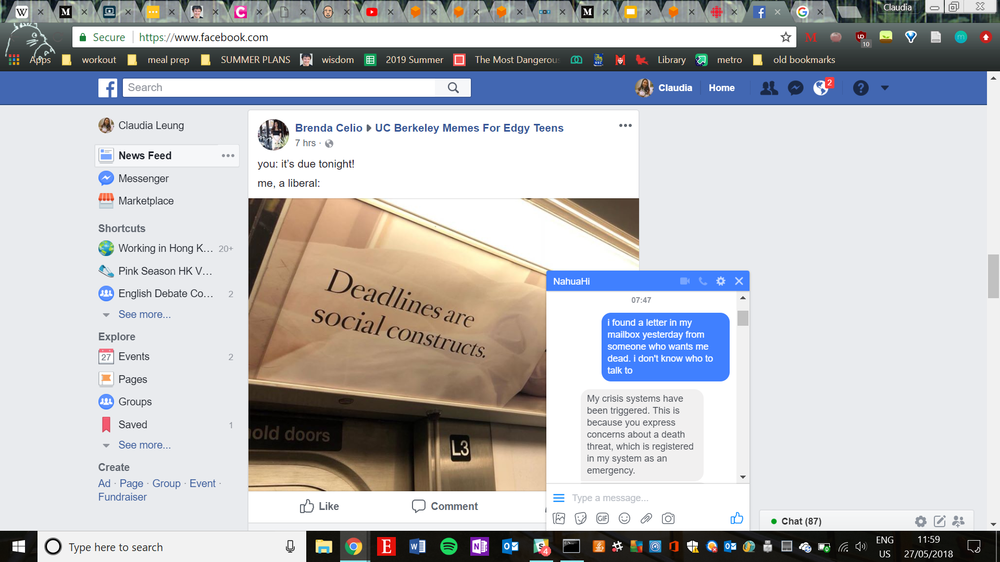 Claudia
Secure
https://www.facebook.com
10
Apps
workout
meal prep
SUMMER PLANS
wisdom
2019 Summer
The Most Dangerou
Library
metro
old bookmarks
Search
Claudia
Home
2
Claudia Leung
News Feed
Messenger
Marketplace
Shortcuts
Working in Hong K... 20+
Pink Season HK V...
English Debate Co... 2
See more...
Explore
27 Events 2
Pages
Groups
Saved 1
See more...
Create
Ad · Page · Group · Event ·
Fundraiser
Brenda Celio ▸ UC Berkeley Memes For Edgy Teens
7 hrs ·
you: it’s due tonight!
me, a liberal:
Deadlines are
social constructs.
hold doors
L3
Like
Comment
NahuaHi
07:47
i found a letter in my
mailbox yesterday from
someone who wants me
dead. i don't know who to
talk to
My crisis systems have
been triggered. This is
because you express
concerns about a death
threat, which is registered
in my system as an
emergency.
Type a message...
GIF
Chat (87)
Type here to search
4
ENG
US
11:59
27/05/2018